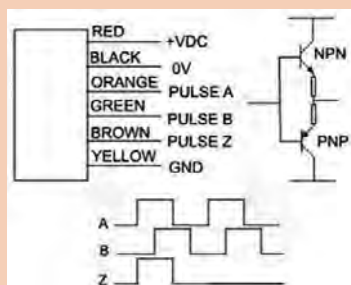 RED +VDC
BLACK 0V
ORANGE PULSE A
GREEN PULSE B
BROWN PULSE Z
YELLOW GND
NPN
PNP
A
B
Z